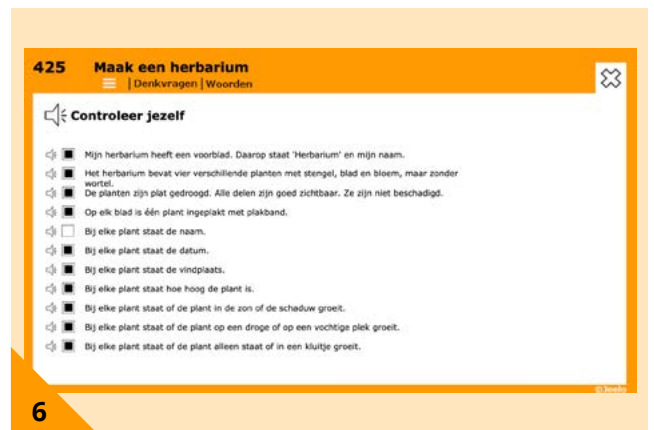 425 Maak een herbarium
| Denkvragen | Woorden
Controleer jezelf
Mijn herbarium heeft een voorblad. Daarop staat 'Herbarium' en mijn naam.
Het herbarium bevat vier verschillende planten met stengel, blad en bloem, maar zonder
wortel.
De planten zijn plat gedroogd. Alle delen zijn goed zichtbaar. Ze zijn niet beschadigd.
Op elk blad is één plant ingeplakt met plakband.
Bij elke plant staat de naam.
Bij elke plant staat de datum.
Bij elke plant staat de vindplaats.
Bij elke plant staat hoe hoog de plant is.
Bij elke plant staat of de plant in de zon of de schaduw groeit.
Bij elke plant staat of de plant op een droge of op een vochtige plek groeit.
Bij elke plant staat of de plant alleen staat of in een kluitje groeit.
6